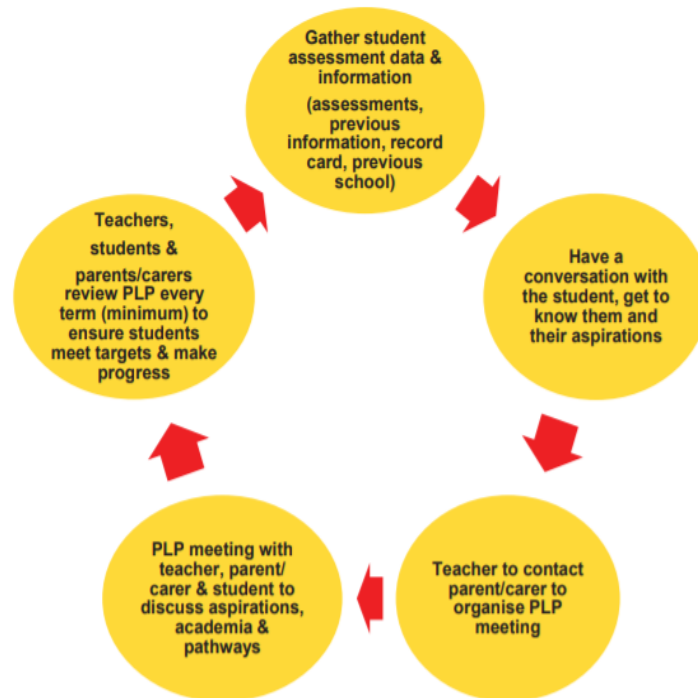 Gather student
assessment data &
information
(assessments,
previous
information, record
card, previous
school)
Have a
conversation with
the student, get to
know them and
their aspirations
Teacher to contact
parent/carer to
organise PLP
meeting
PLP meeting with
teacher, parent/
carer & student to
discuss aspirations,
academia &
pathways
Teachers,
students &
parents/carers
review PLP every
term (minimum) to
ensure students
meet targets & make
progress